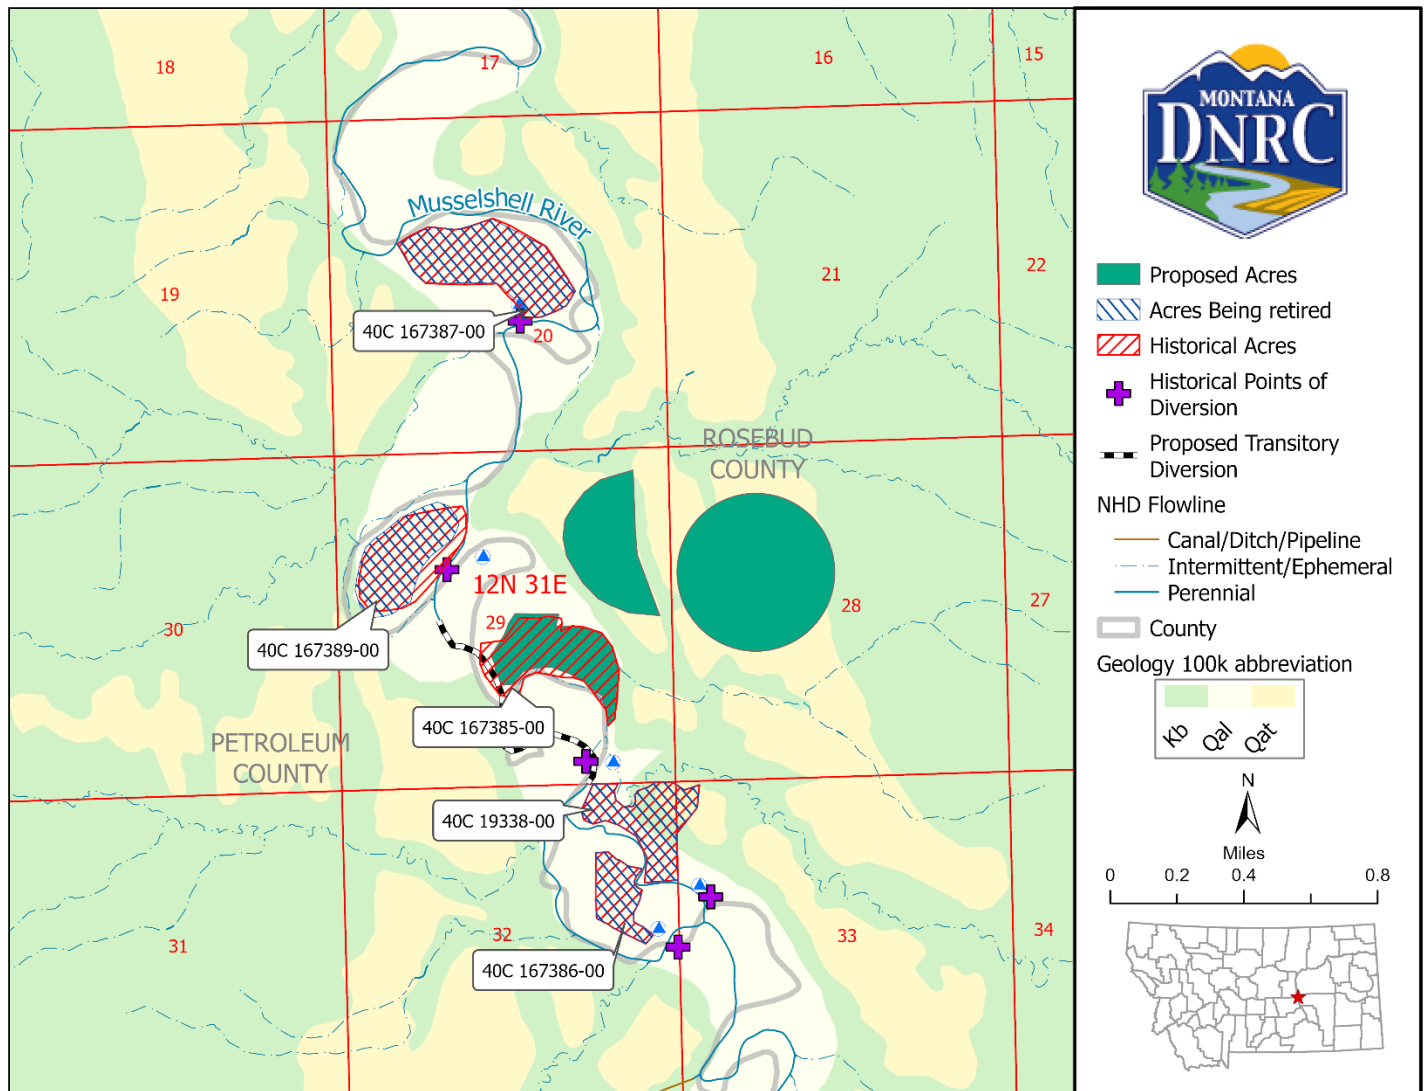 18
17
16
15
Musselshell River
19
21
22
40C 167387-00
20
ROSEBUD
COUNTY
12N 31E
30
29
28
27
40C 167389-00
40C 167385-00
PETROLEUM
COUNTY
40C 19338-00
31
32
33
34
40C 167386-00
MONTANA
DNRC
Proposed Acres
Acres Being retired
Historical Acres
Historical Points of
Diversion
Proposed Transitory
Diversion
NHD Flowline
Canal/Ditch/Pipeline
Intermittent/Ephemeral
Perennial
County
Geology 100k abbreviation
Kb
Qal
Qat
N
Miles
0 0.2 0.4 0.8